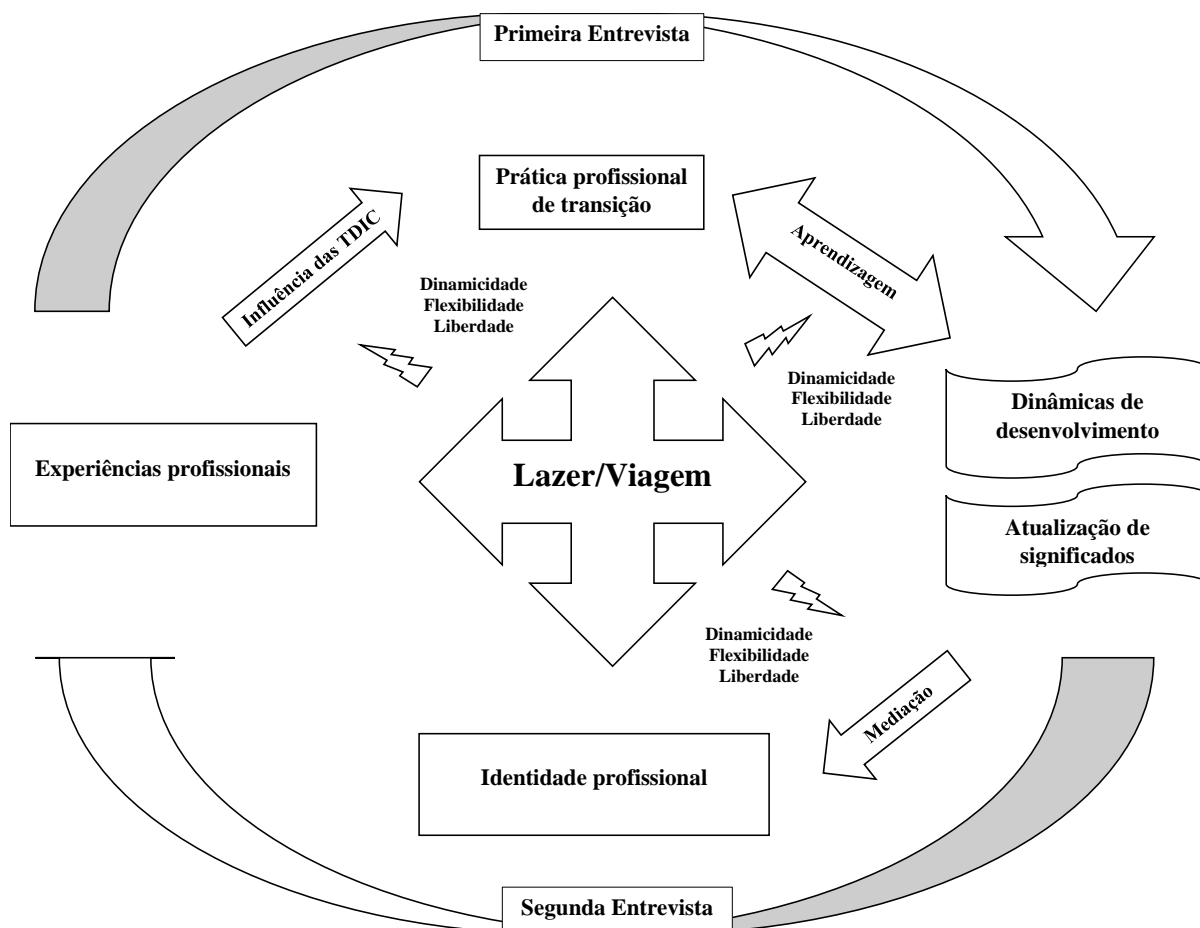 Primeira Entrevista
Prática profissional
de transição
Influência das TDIC
Aprendizagem
Dinamicidade
Flexibilidade
Liberdade
Dinamicidade
Flexibilidade
Liberdade
Dinâmicas de
desenvolvimento
Experiências profissionais
Lazer/Viagem
Atualização de
significados
Dinamicidade
Flexibilidade
Liberdade
Mediação
Identidade profissional
Segunda Entrevista